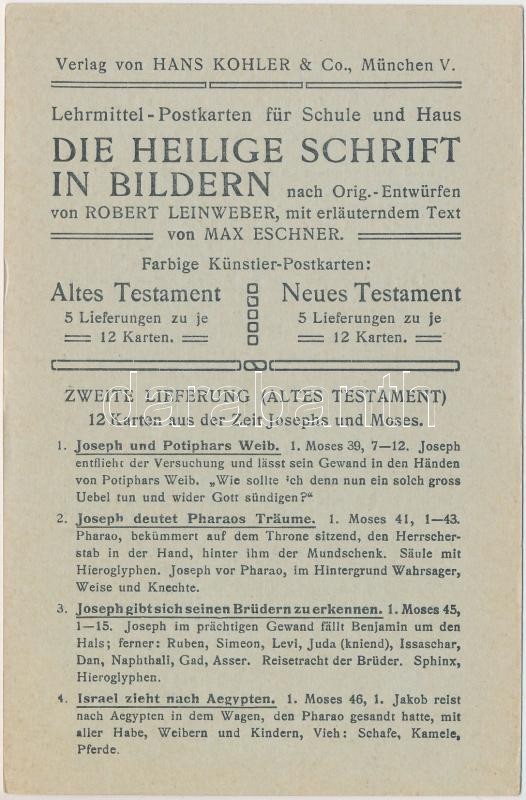 Verlag von HANS KOHLER & Co., München V.
Lehrmittel-Postkarten für Schule und Haus
DIE HEILIGE SCHRIFT
IN BILDERN nach Orig.-Entwürfen
von ROBERT LEINWEBER, mit erläuterndem Text
von MAX ESCHNER.
Farbige Künstler-Postkarten:
Altes Testament
5 Lieferungen zu je
12 Karten.
Neues Testament
5 Lieferungen zu je
12 Karten.
ZWEITE LIEFERUNG (ALTES TESTAMENT)
darabanth
12 Karten aus der Zeit Josephs und Moses.
1. Joseph und Potiphars Weib. 1. Moses 39, 7—12. Joseph
entflieht der Versuchung und lässt sein Gewand in den Händen
von Potiphars Weib. „Wie sollte ich denn nun ein solch gross
Uebel tun und wider Gott sündigen?“
2. Joseph deutet Pharaos Träume. 1. Moses 41, 1—43.
Pharao, bekümmert auf dem Throne sitzend, den Herrscher-
stab in der Hand, hinter ihm der Mundschenk. Säule mit
Hieroglyphen. Joseph vor Pharao, im Hintergrund Wahrsager,
Weise und Knechte.
3. Joseph gibt sich seinen Brüdern zu erkennen. 1. Moses 45,
1—15. Joseph im prächtigen Gewand fällt Benjamin um den
Hals; ferner: Ruben, Simeon, Levi, Juda (kniend), Issaschar,
Dan, Naphthali, Gad, Asser. Reisetracht der Brüder. Sphinx,
Hieroglyphen.
4. Israel zieht nach Aegypten. 1. Moses 46, 1. Jakob reist
nach Aegypten in dem Wagen, den Pharao gesandt hatte, mit
aller Habe, Weibern und Kindern, Vieh: Schafe, Kamele,
Pferde.